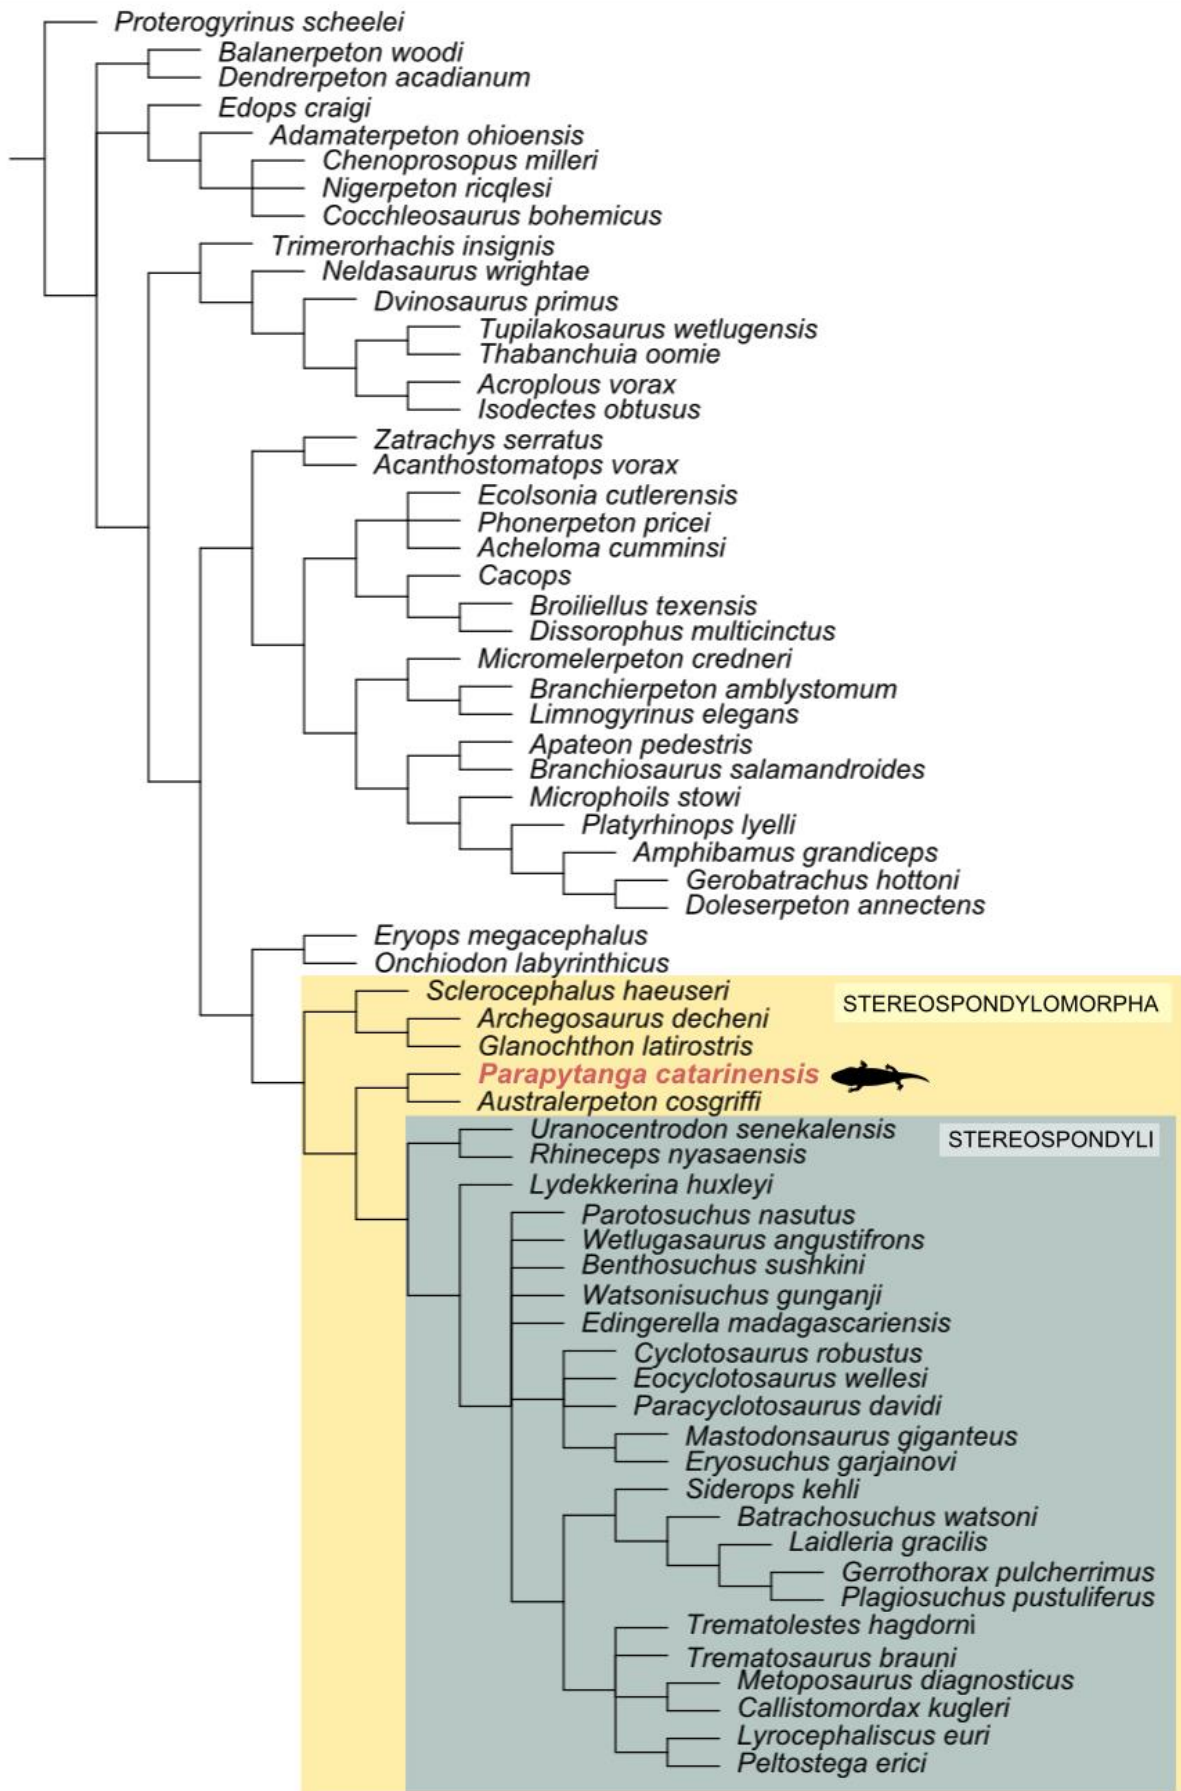 Proterogyrinus scheelei
Balanerpeton woodi
Dendrerpeton acadianum
Edops craigi
Adamaterpeton ohioensis
Chenoprosopus milleri
Nigerpeton ricqlesi
Cocchleosaurus bohemicus
Trimerorhachis insignis
Neldasaurus wrightae
Dvinosaurus primus
Tupilakosaurus wetlugensis
Thabanchuia oomie
Acroplous vorax
Isodectes obtusus
Zatrachys serratus
Acanthostomatops vorax
Ecolsonia cutlerensis
Phonerpeton pricei
Acheloma cumminsi
Cacops
Broiliellus texensis
Dissorophus multicinctus
Micromelerpeton credneri
Branchierpeton amblystomum
Limnogyrinus elegans
Apateon pedestris
Branchiosaurus salamandroides
Microphoils stowi
Platyrhinops lyelli
Amphibamus grandiceps
Gerobatrachus hottoni
Doleserpeton annectens
Eryops megacephalus
Onchiodon labyrinthicus
Sclerocephalus haeuseri
STEREOSPONDYLOMORPHA
Archegosaurus decheni
Glanochthon latirostris
Parapytanga catarinensis
Australerpeton cosgriffi
Uranocentrodon senekalensis
STEREOSPONDYLI
Rhineceps nyasaensis
Lydekkerina huxleyi
Parotosuchus nasutus
Wetlugasaurus angustifrons
Benthosuchus sushkini
Watsonisuchus gunganji
Edingerella madagascariensis
Cyclotosaurus robustus
Eocyclotosaurus wellesi
Paracyclotosaurus davidi
Mastodonsaurus giganteus
Eryosuchus garjainovi
Siderops kehli
Batrachosuchus watsoni
Laidleria gracilis
Gerrothorax pulcherrimus
Plagiosuchus pustuliferus
Trematolestes hagdorni
Trematosaurus brauni
Metoposaurus diagnosticus
Callistomordax kugleri
Lyrocephaliscus euri
Peltostega erici